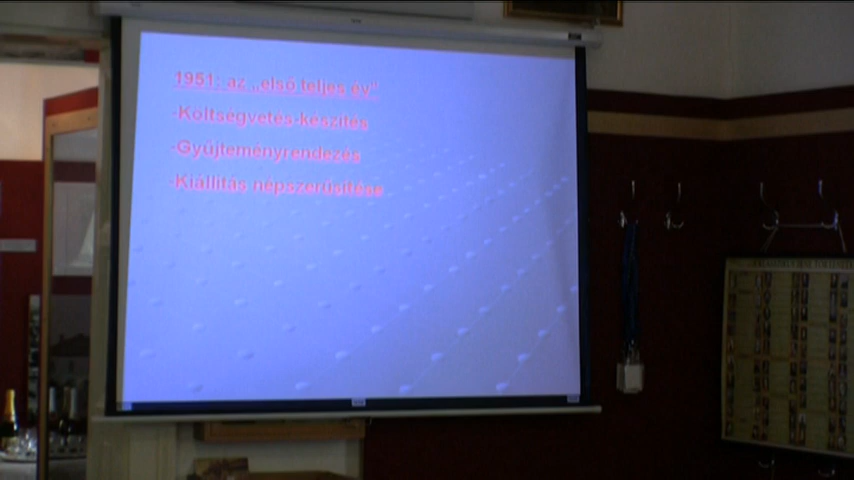 1951: az „első teljes év”
-Költségvetés-készítés
-Gyűjteményrendezés
-Kiállítás népszerűsítése